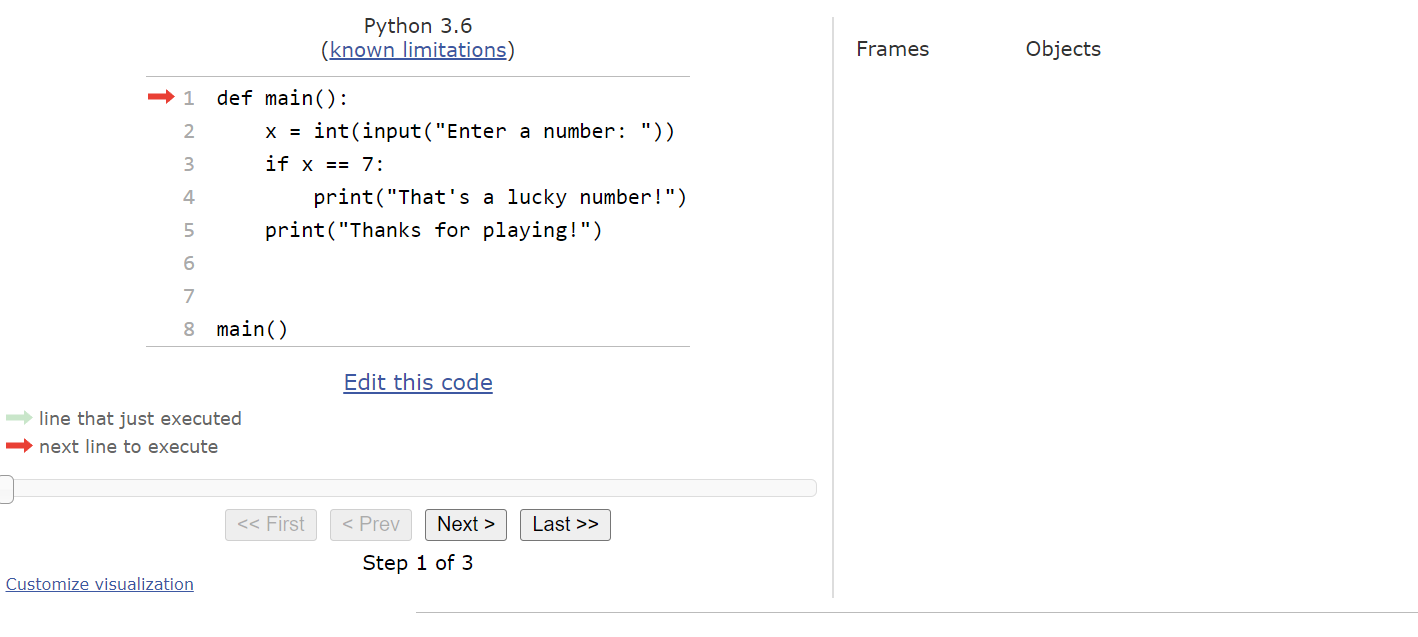 Python 3.6
(known limitations)
1 def main():
2     x = int(input("Enter a number: "))
3     if x == 7:
4         print("That's a lucky number!")
5     print("Thanks for playing!")
6
7
8 main()
Edit this code
line that just executed
next line to execute
<< First < Prev Next > Last >>
Step 1 of 3
Customize visualization
Frames Objects